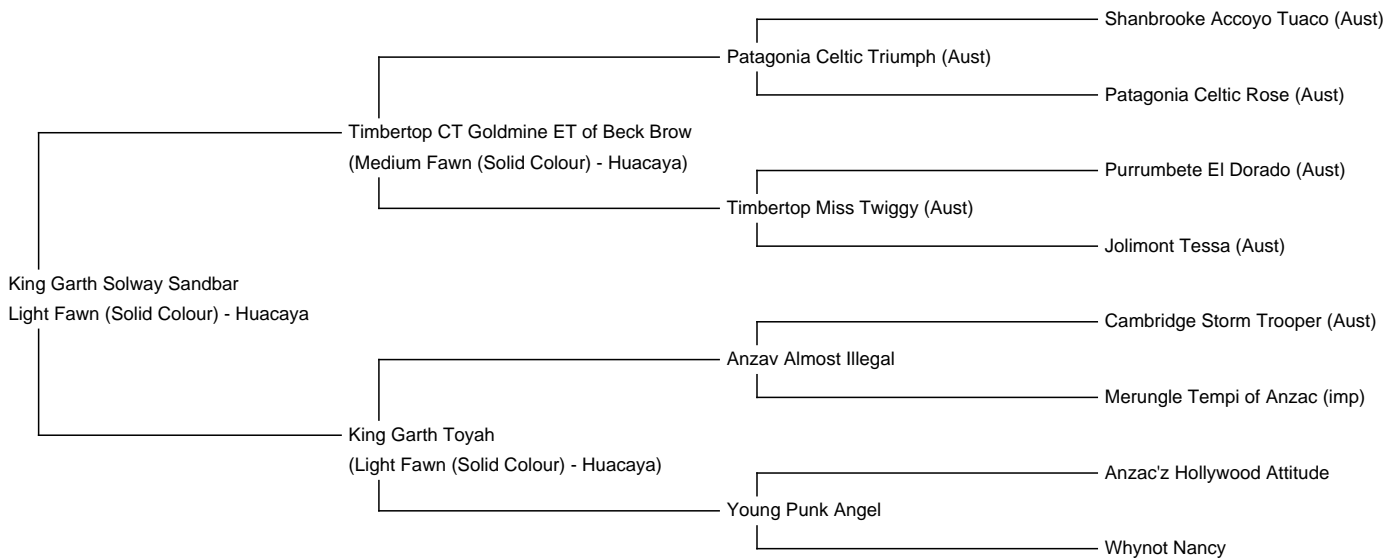 Shanbrooke Accoyo Tuaco (Aust)
Patagonia Celtic Triumph (Aust)
Patagonia Celtic Rose (Aust)
Timbertop CT Goldmine ET of Beck Brow
(Medium Fawn (Solid Colour) - Huacaya)
Purrumbete El Dorado (Aust)
Timbertop Miss Twiggy (Aust)
Jolimont Tessa (Aust)
King Garth Solway Sandbar
Light Fawn (Solid Colour) - Huacaya
Cambridge Storm Trooper (Aust)
Anzav Almost Illegal
Merungle Tempi of Anzac (imp)
King Garth Toyah
(Light Fawn (Solid Colour) - Huacaya)
Anzac'z Hollywood Attitude
Young Punk Angel
Whynot Nancy